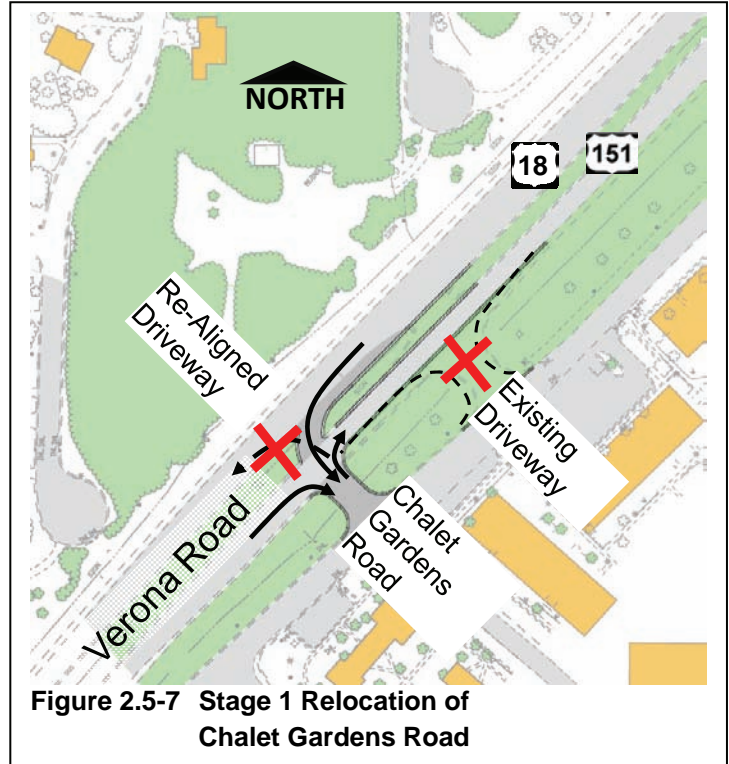 NORTH
18
151
Re-Aligned
Driveway
Existing
Driveway
Chalet
Gardens
Road
Verona Road
Figure 2.5-7 Stage 1 Relocation of
Chalet Gardens Road